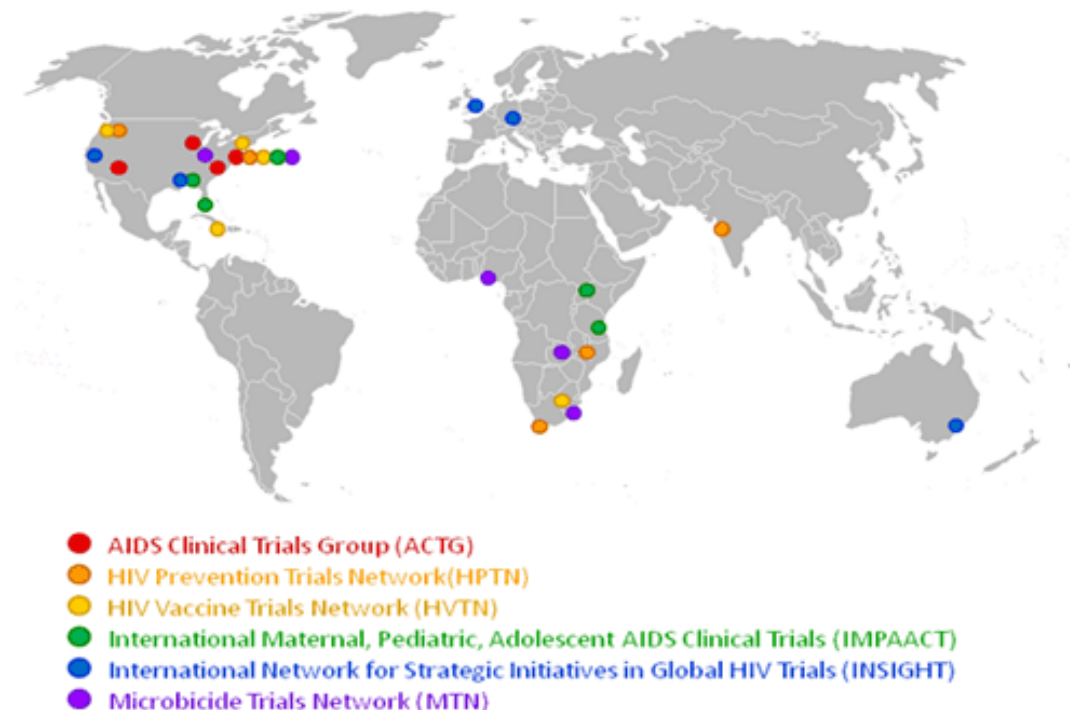 AIDS Clinical Trials Group (ACTG)
HIV Prevention Trials Network(HPTN)
HIV Vaccine Trials Network (HVTN)
International Maternal, Pediatric, Adolescent AIDS Clinical Trials (IMPAACT)
International Network for Strategic Initiatives in Global HIV Trials (INSIGHT)
Microbicide Trials Network (MTN)